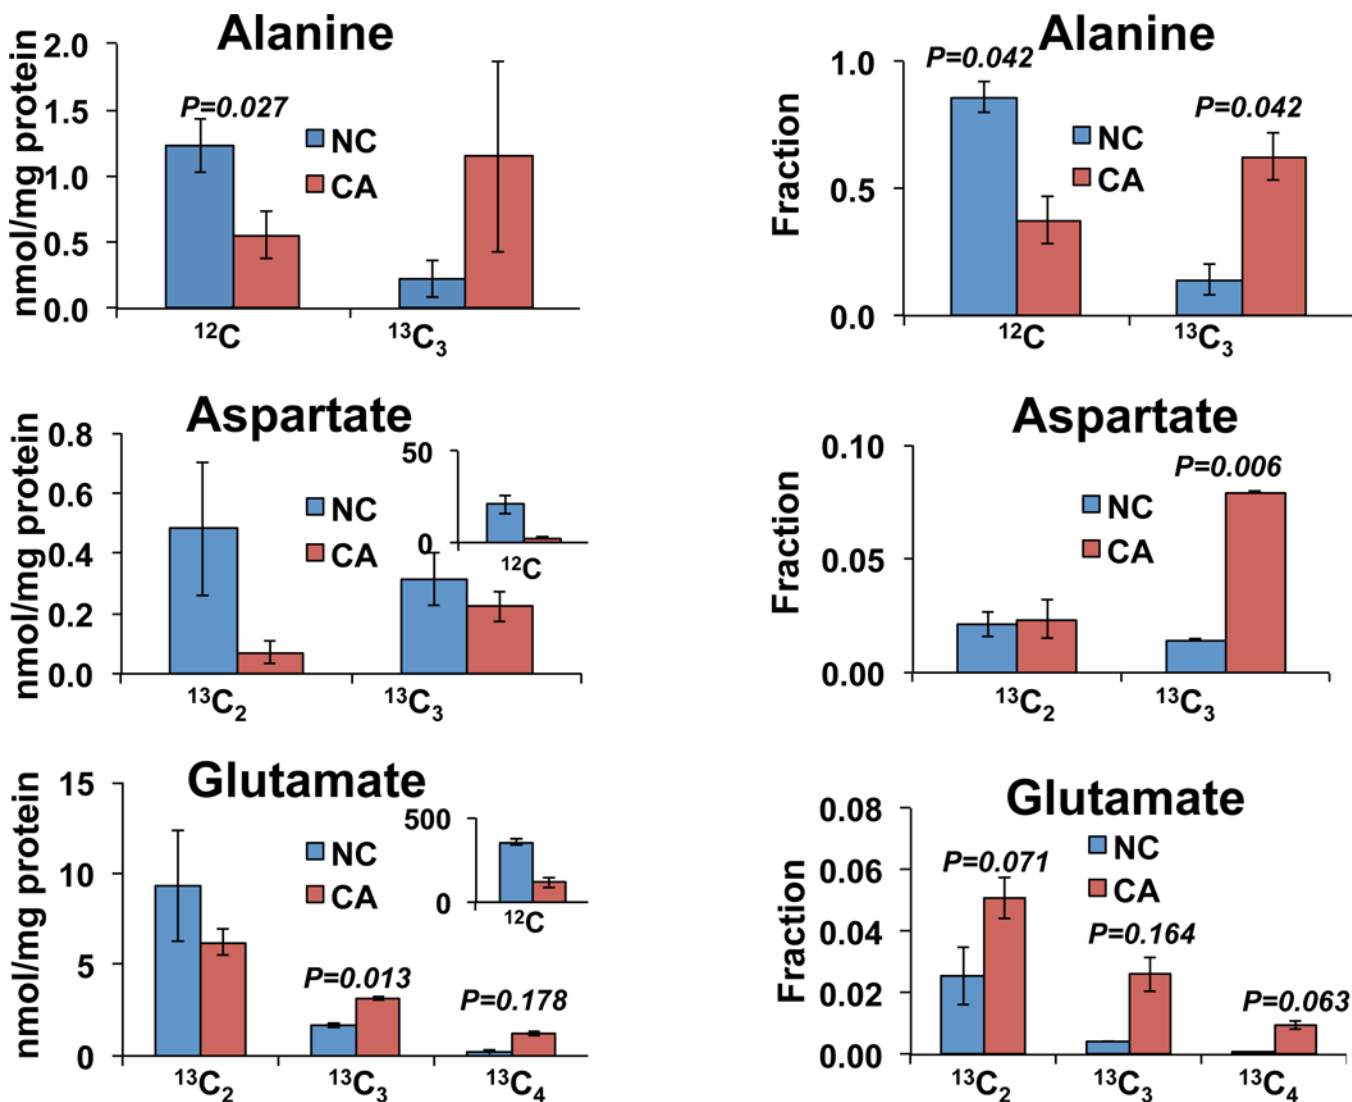 Alanine
nmol/mg protein
2.0
1.5
1.0
0.5
0.0
P=0.027
NC
CA
¹²C
¹³C₃
Alanine
Fraction
1.0
0.5
0.0
P=0.042
P=0.042
NC
CA
¹²C
¹³C₃
Aspartate
nmol/mg protein
0.8
0.6
0.4
0.2
0.0
NC
CA
50
0
¹²C
¹³C₂
¹³C₃
Aspartate
Fraction
0.10
0.05
0.00
P=0.006
NC
CA
¹³C₂
¹³C₃
Glutamate
nmol/mg protein
15
10
5
0
NC
CA
500
0
¹²C
P=0.013
P=0.178
¹³C₂
¹³C₃
¹³C₄
Glutamate
Fraction
0.08
0.06
0.04
0.02
0.00
NC
CA
P=0.071
P=0.164
P=0.063
¹³C₂
¹³C₃
¹³C₄